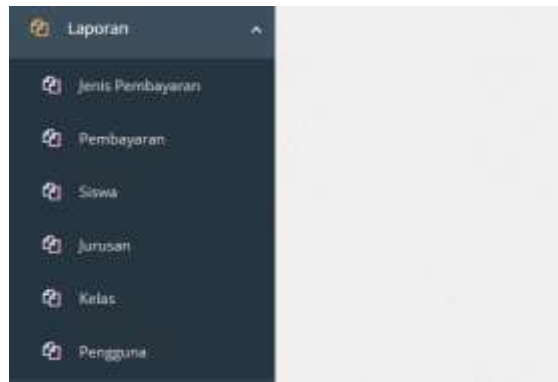 Laporan
Jenis Pembayaran
Pembayaran
Siswa
Jurusan
Kelas
Pengguna